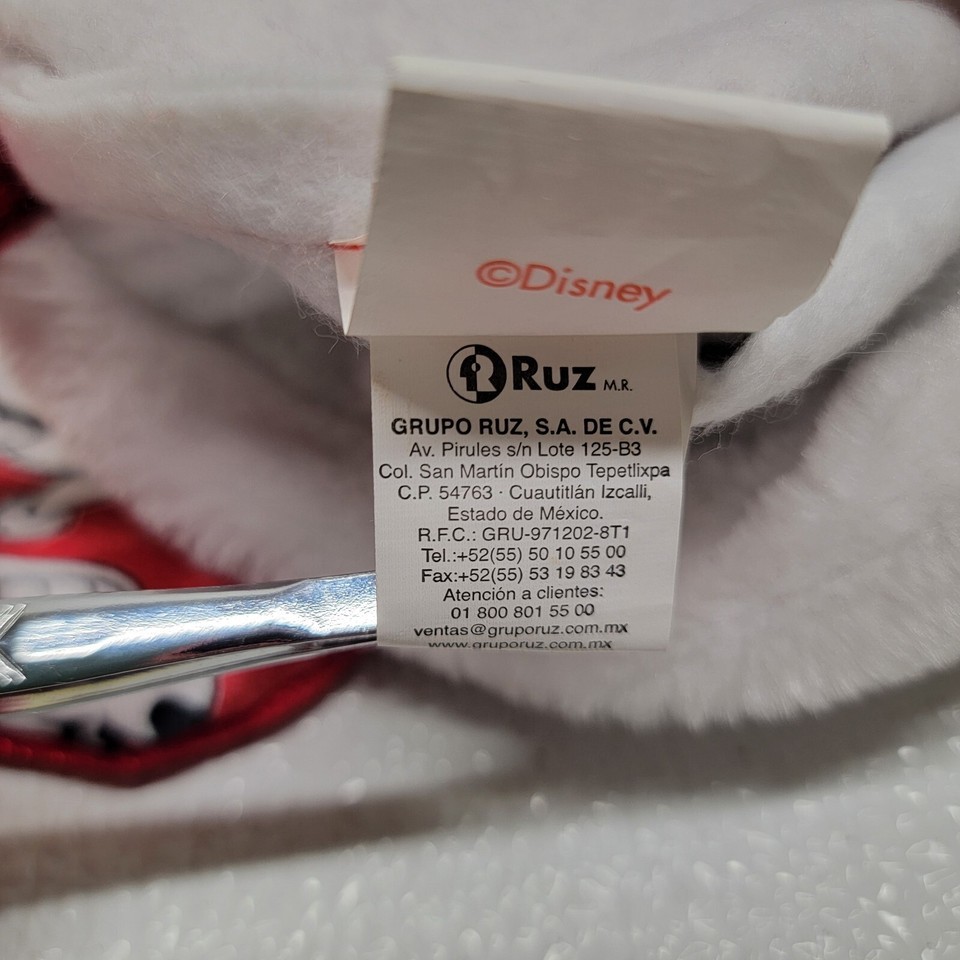 ©Disney
Ruz M.R.
GRUPO RUZ, S.A. DE C.V.
Av. Pirules s/n Lote 125-B3
Col. San Martín Obispo Tepetlixpa
C.P. 54763 · Cuautitlán Izcalli,
Estado de México.
R.F.C.: GRU-971202-8T1
Tel.:+52(55) 50 10 55 00
Fax:+52(55) 53 19 83 43
Atención a clientes:
01 800 801 55 00
ventas@gruporuz.com.mx
www.gruporuz.com.mx